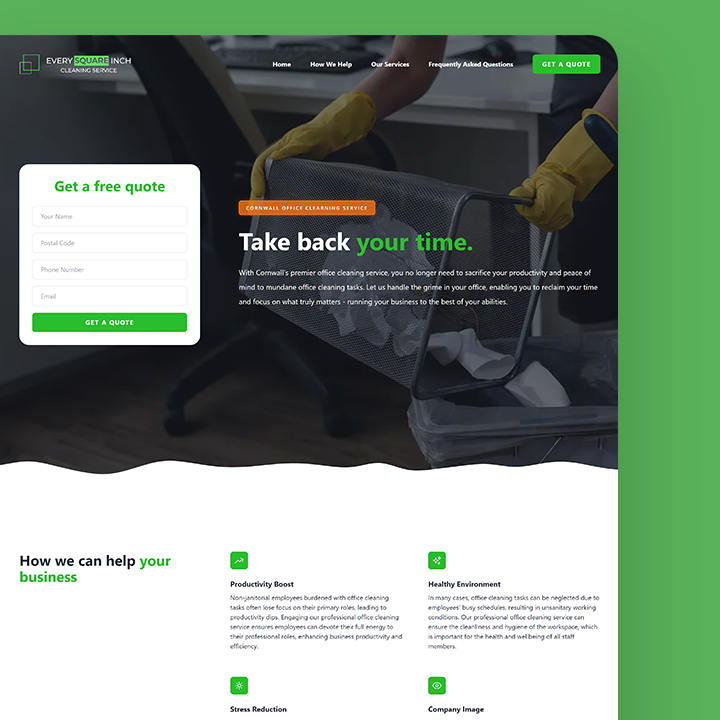 EVERY SQUARE INCH
CLEANING SERVICE
Home How We Help Our Services Frequently Asked Questions GET A QUOTE
Get a free quote
Your Name
Postal Code
Phone Number
Email
GET A QUOTE
CORNWALL OFFICE CLEARNING SERVICE
Take back your time.
With Cornwall's premier office cleaning service, you no longer need to sacrifice your productivity and peace of
mind to mundane office cleaning tasks. Let us handle the grime in your office, enabling you to reclaim your time
and focus on what truly matters - running your business to the best of your abilities.
How we can help your
business
Productivity Boost
Non-janitorial employees burdened with office cleaning
tasks often lose focus on their primary roles, leading to
productivity dips. Engaging our professional office cleaning
service ensures employees can devote their full energy to
their professional roles, enhancing business productivity and
efficiency.
Healthy Environment
In many cases, office cleaning tasks can be neglected due to
employees' busy schedules, resulting in unsanitary working
conditions. Our professional office cleaning service can
ensure the cleanliness and hygiene of the workspace, which
is important for the health and wellbeing of all staff
members.
Stress Reduction
Company Image